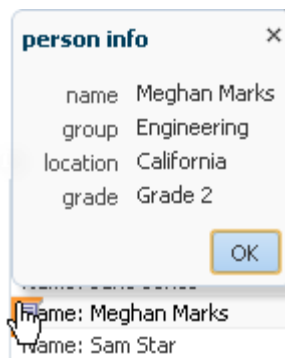 person info
name Meghan Marks
group Engineering
location California
grade Grade 2
OK
Name: Meghan Marks
Name: Sam Star